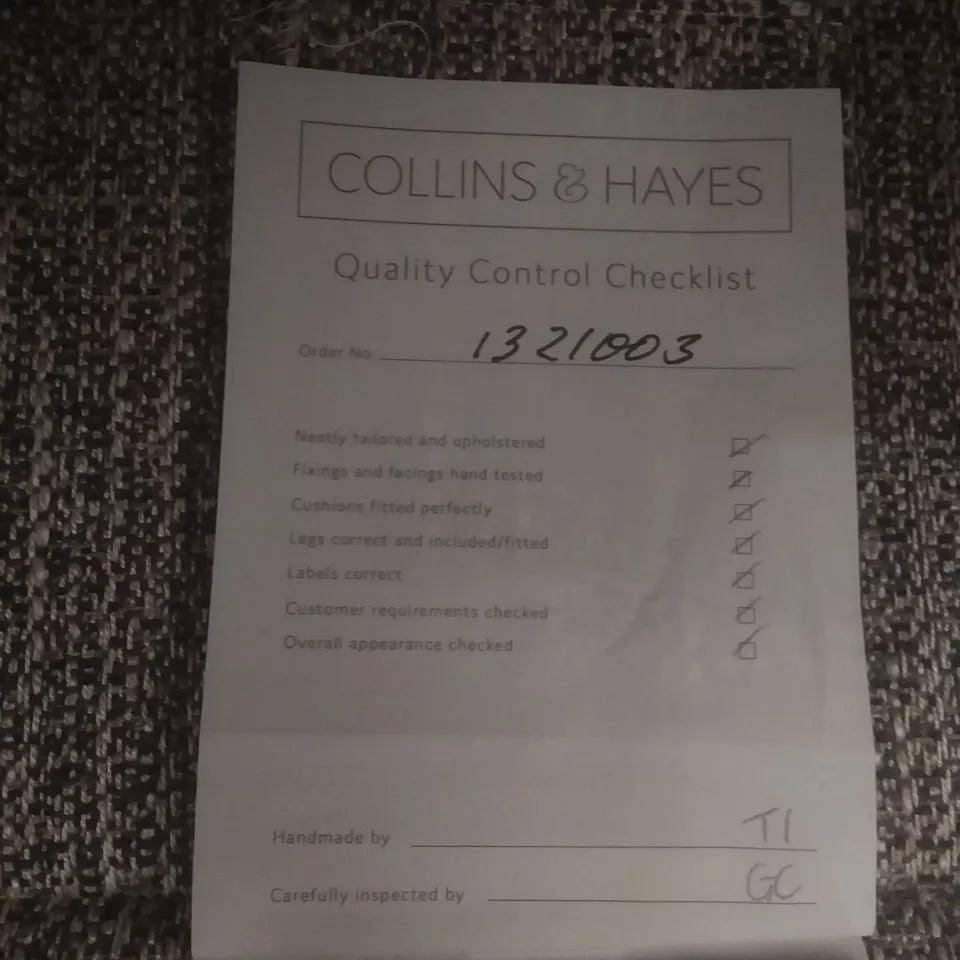 COLLINS & HAYES
Quality Control Checklist
Order No 1321003
Neatly tailored and upholstered
Fixings and facings hand tested
Cushions fitted perfectly
Legs correct and included/fitted
Labels correct
Customer requirements checked
Overall appearance checked
Handmade by TI
Carefully inspected by GC